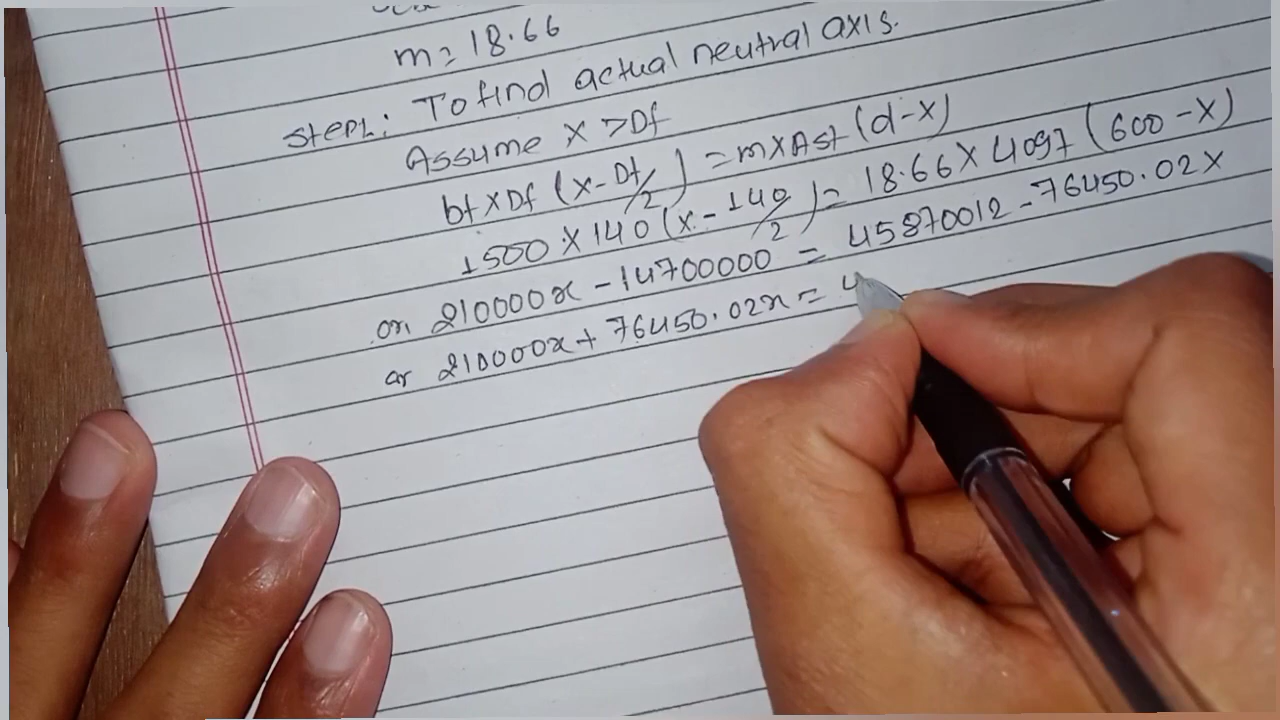 m = 18.66
Step1: To find actual neutral axis.
Assume x > Df
bf x Df (x - Df/2) = m x Ast (d - x)
1500 x 140 (x - 140/2) = 18.66 x 4097 (600 - x)
or, 210000x - 14700000 = 45870012 - 76450.02x
or 210000x + 76450.02x = 4